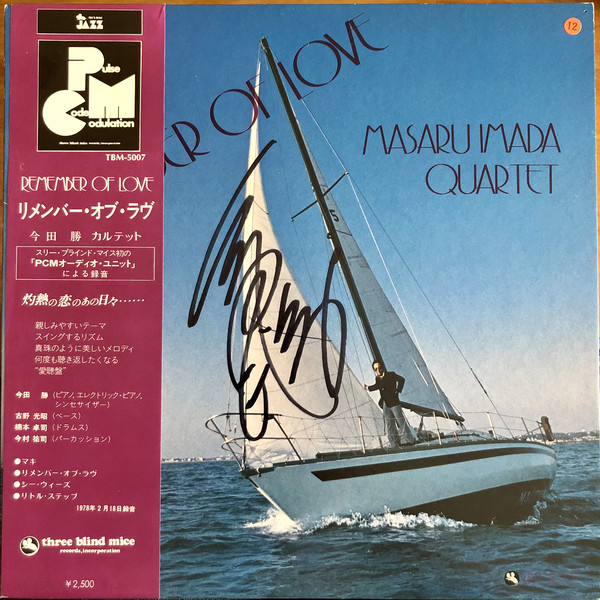 JAZZ
Pulse
Code
Modulation
three blind mice records, inc.
TBM-5007
REMEMBER OF LOVE
リメンバー・オブ・ラヴ
今田 勝 カルテット
スリー・ブラインド・マイス初の
「PCMオーディオ・ユニット」
による録音
灼熱の恋のあの日々……
親しみやすいテーマ
スイングするリズム
真珠のように美しいメロディ
何度も聴き返したくなる
“愛聴盤”
今田 勝(ピアノ、エレクトリック・ピアノ、
シンセサイザー)
古野 光昭(ベース)
楠本 卓司(ドラムス)
今村 祐司(パーカッション)
●マキ
●リメンバー・オブ・ラヴ
●シー・ウィーズ
●リトル・ステップ
1978年2月18日録音
three blind mice
records, incorporation
¥2,500
BER OF LOVE
MASARU IMADA
QUARTET
12